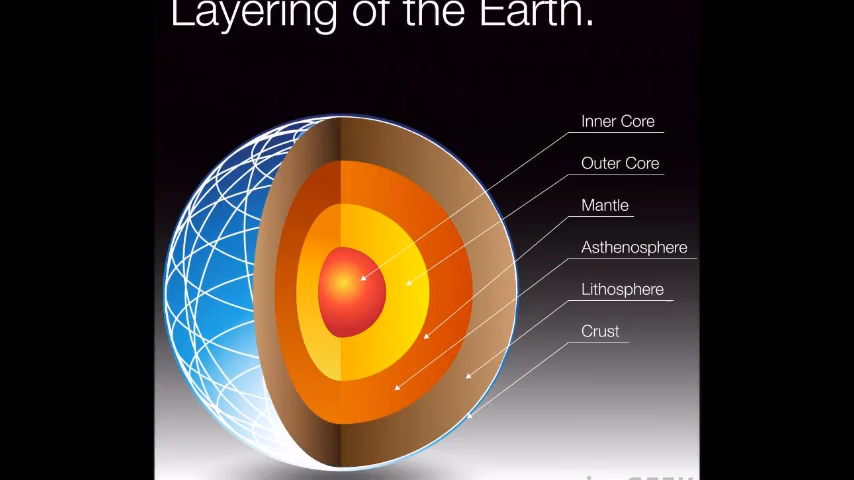 Layering of the Earth.
Inner Core
Outer Core
Mantle
Asthenosphere
Lithosphere
Crust